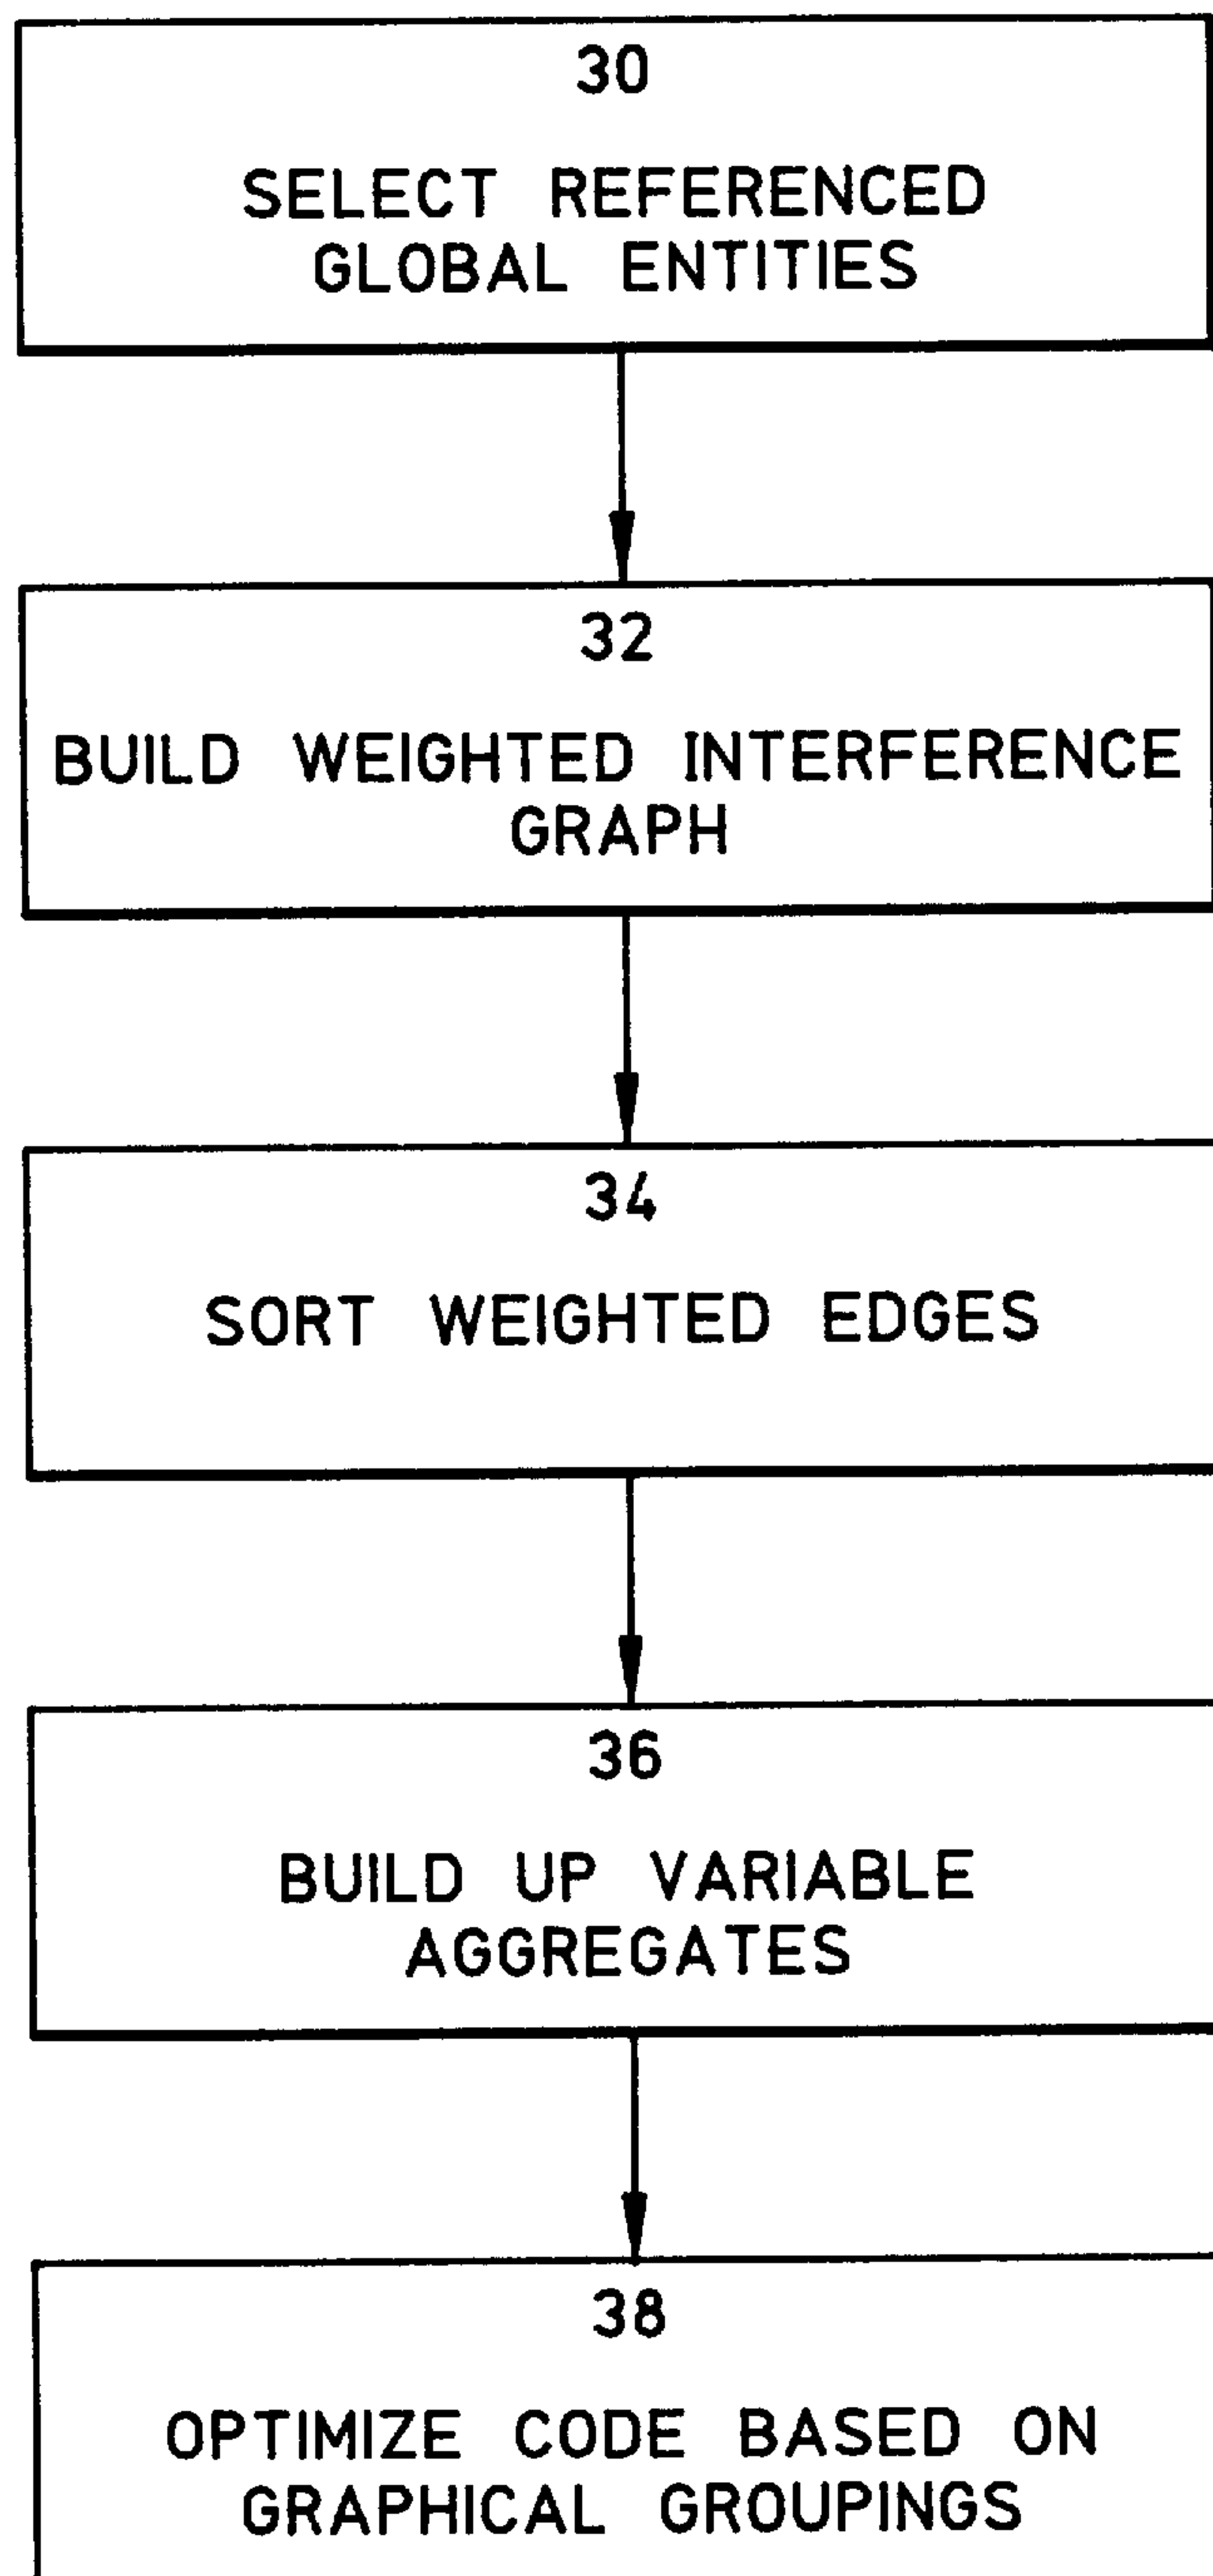 30
SELECT REFERENCED
GLOBAL ENTITIES
32
BUILD WEIGHTED INTERFERENCE
GRAPH
34
SORT WEIGHTED EDGES
36
BUILD UP VARIABLE
AGGREGATES
38
OPTIMIZE CODE BASED ON
GRAPHICAL GROUPINGS